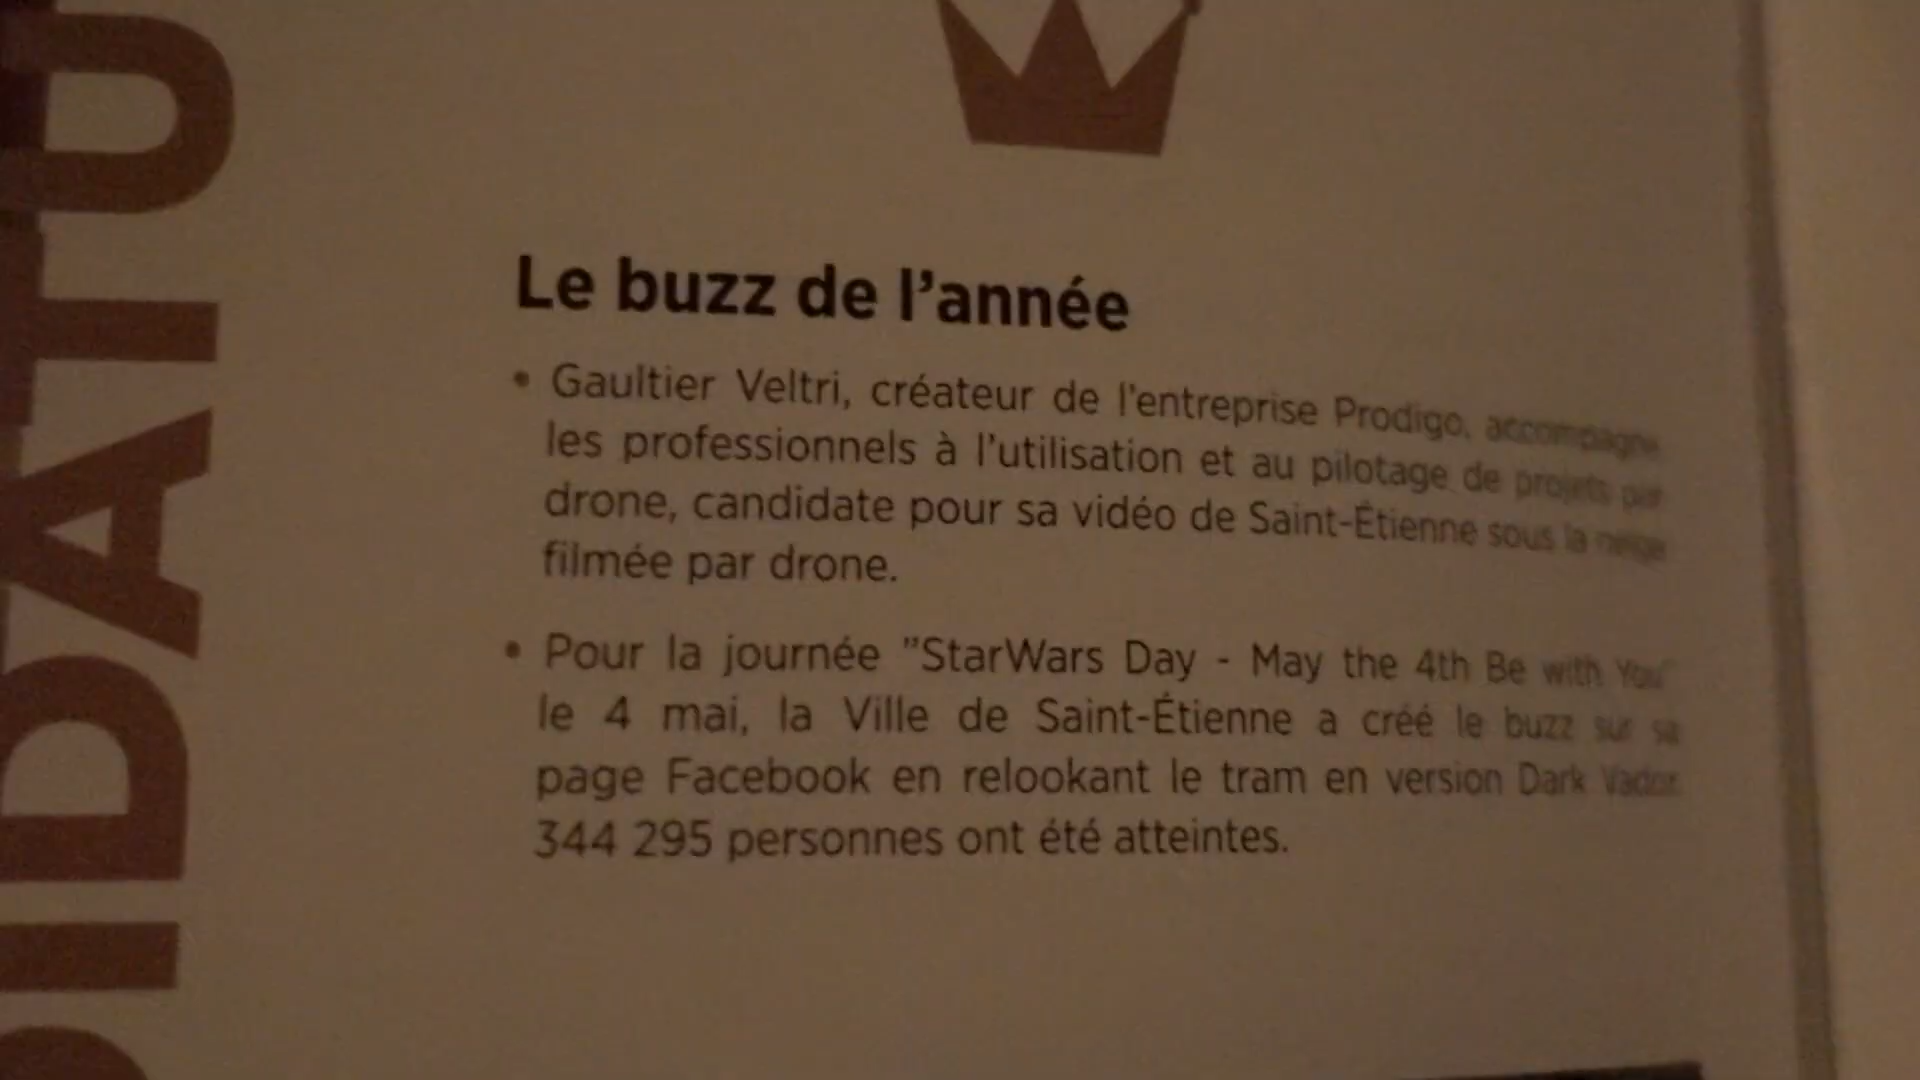 Le buzz de l'année
• Gaultier Veltri, créateur de l'entreprise Prodigo, accompagne
les professionnels à l'utilisation et au pilotage de projets par
drone, candidate pour sa vidéo de Saint-Étienne sous la neige
filmée par drone.
• Pour la journée "StarWars Day - May the 4th Be with You"
le 4 mai, la Ville de Saint-Étienne a créé le buzz sur sa
page Facebook en relookant le tram en version Dark Vador.
344 295 personnes ont été atteintes.